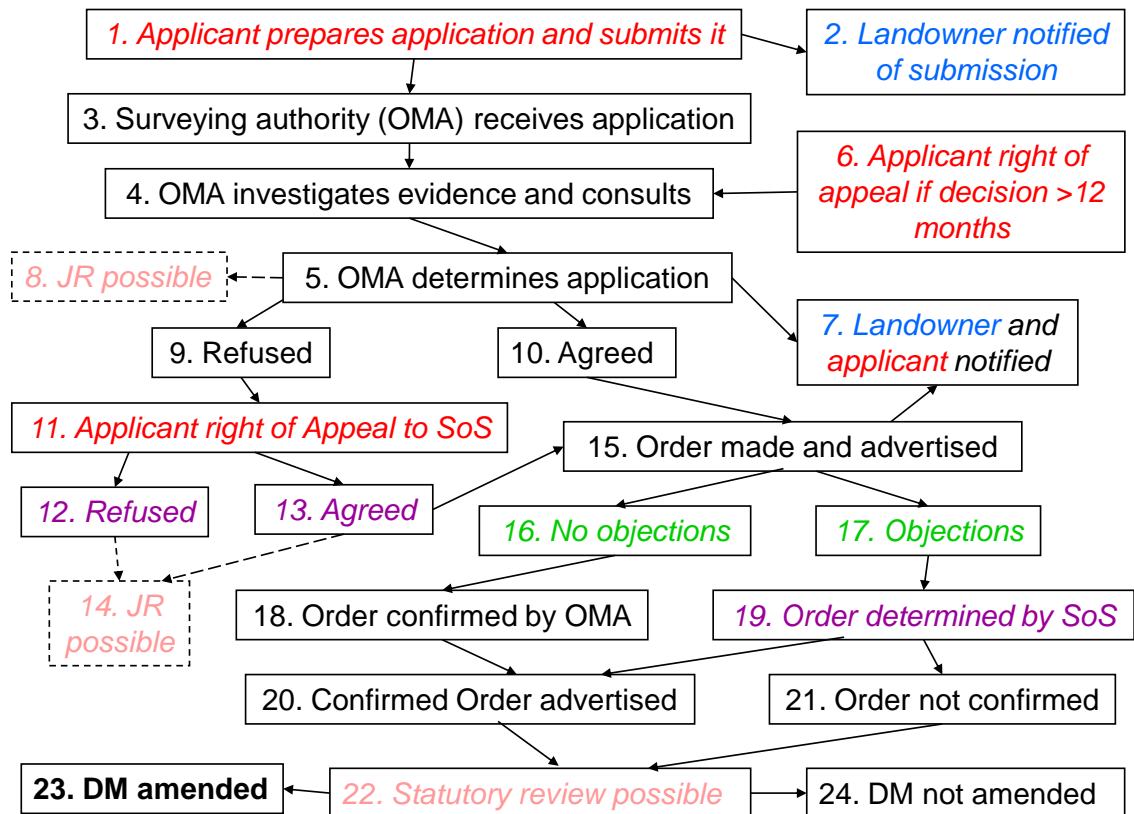 1. Applicant prepares application and submits it
2. Landowner notified
of submission
3. Surveying authority (OMA) receives application
6. Applicant right of
appeal if decision >12
months
4. OMA investigates evidence and consults
8. JR possible
5. OMA determines application
7. Landowner and
applicant notified
9. Refused
10. Agreed
11. Applicant right of Appeal to SoS
15. Order made and advertised
12. Refused
13. Agreed
16. No objections
17. Objections
14. JR
possible
18. Order confirmed by OMA
19. Order determined by SoS
20. Confirmed Order advertised
21. Order not confirmed
23. DM amended
22. Statutory review possible
24. DM not amended